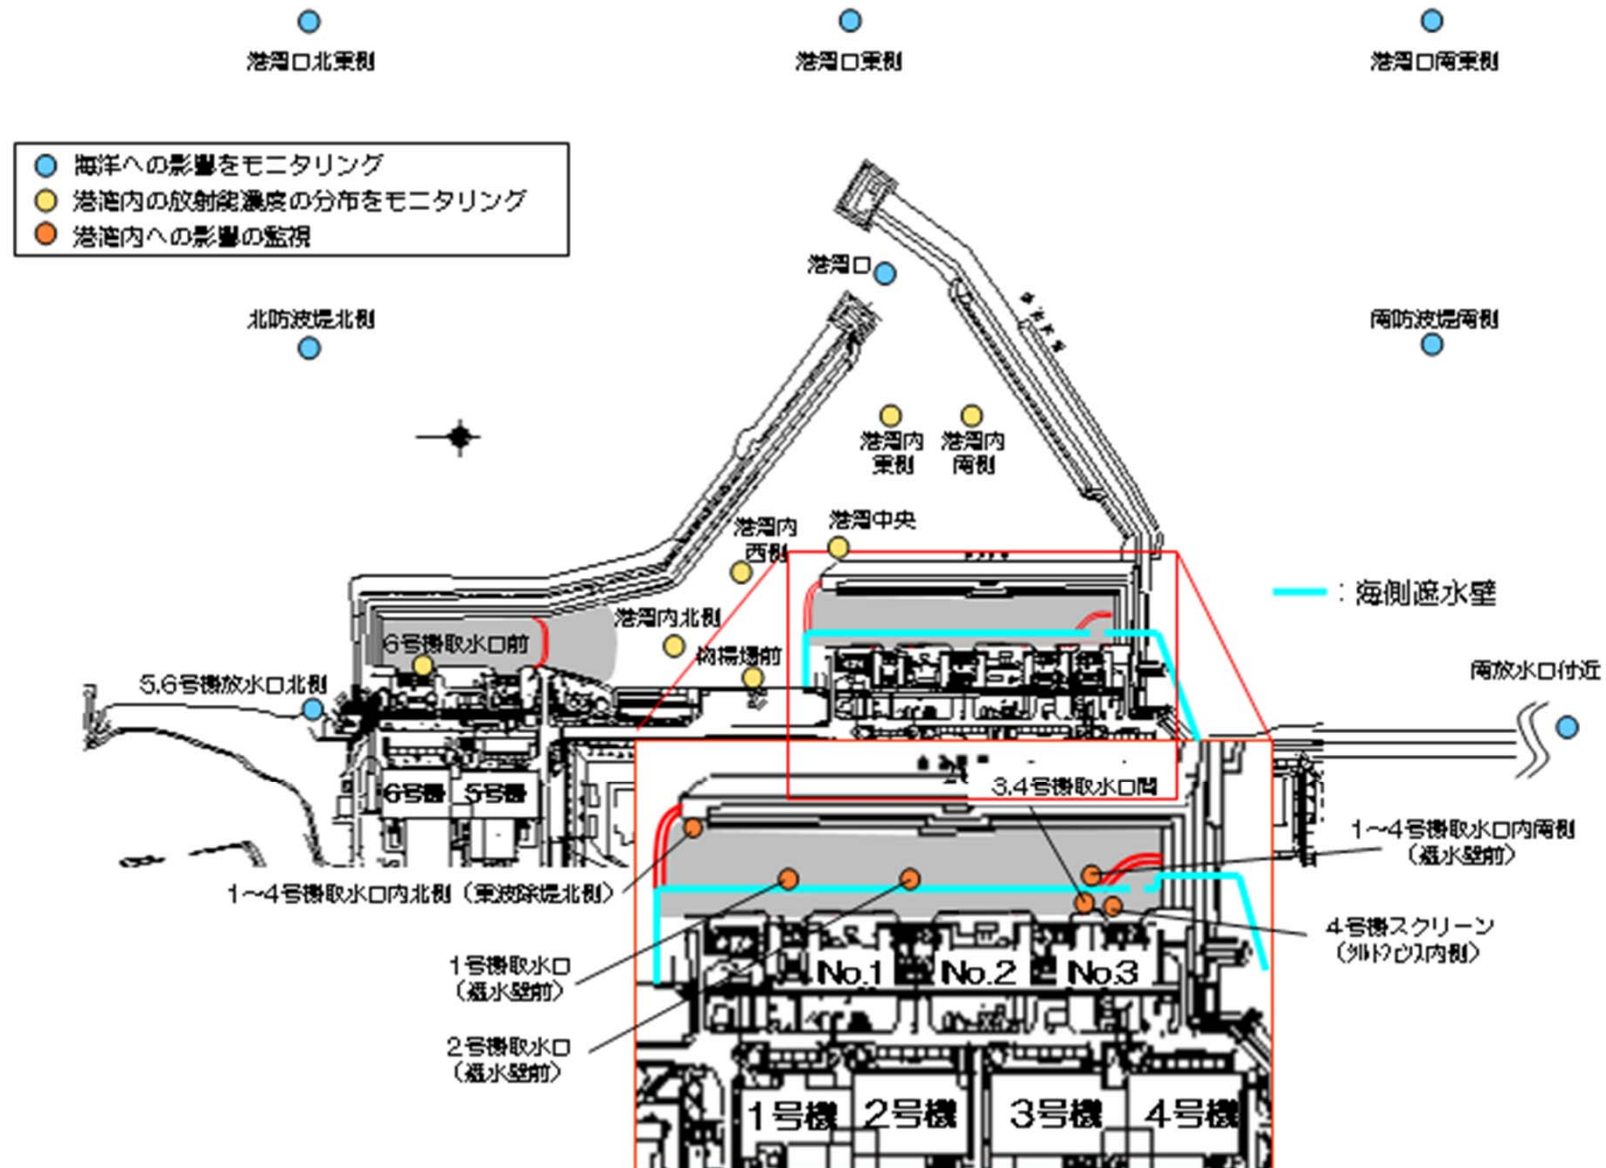 港湾口北東側
港湾口東側
港湾口南東側
海洋への影響をモニタリング
港湾内の放射能濃度の分布をモニタリング
港湾内への影響の監視
港湾口
北防波堤北側
南防波堤南側
港湾内
東側
港湾内
南側
港湾中央
港湾内
西側
:海側遮水壁
港湾内北側
6号機取水口前
物揚場前
5,6号機放水口北側
南放水口付近
6号機
5号機
3,4号機取水口間
1~4号機取水口内南側
(遮水壁前)
1~4号機取水口内北側(東波除堤北側)
4号機スクリーン
(シルトフェンス内側)
1号機取水口
(遮水壁前)
No.1
No.2
No.3
2号機取水口
(遮水壁前)
1号機
2号機
3号機
4号機